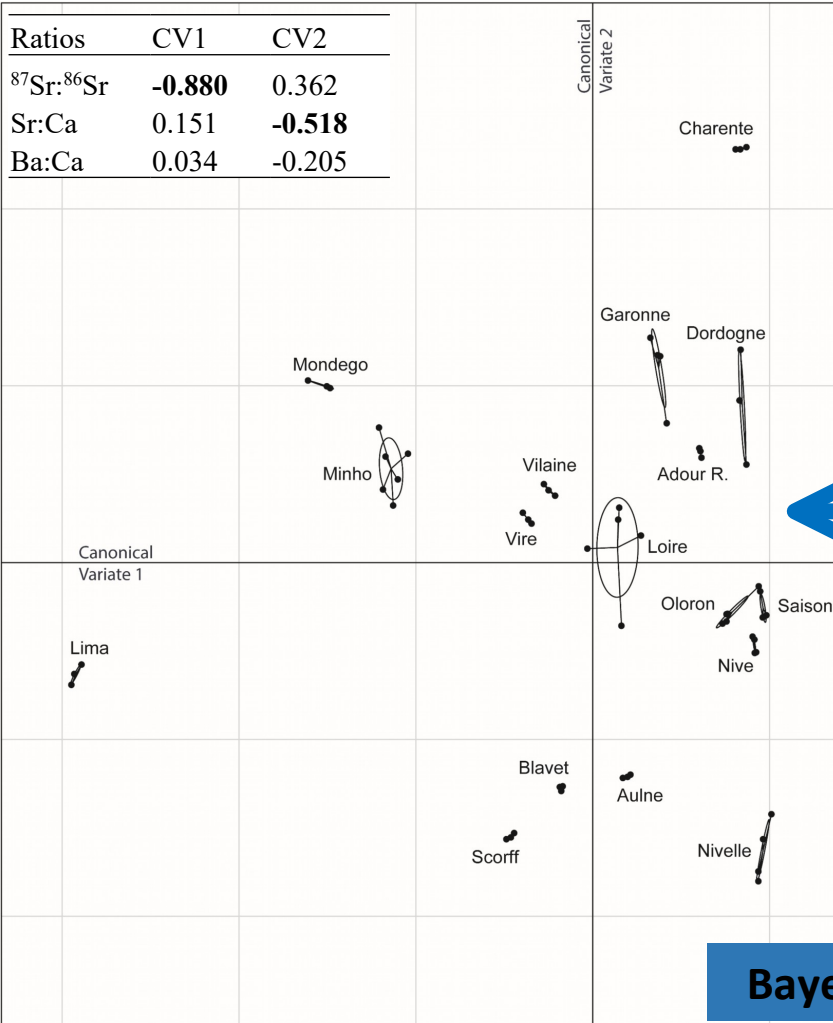 Ratios CV1 CV2
⁸⁷Sr:⁸⁶Sr -0.880 0.362
Sr:Ca 0.151 -0.518
Ba:Ca 0.034 -0.205
Canonical
Variate 2
Charente
Garonne
Dordogne
Mondego
Minho
Vilaine
Adour R.
Vire
Loire
Canonical
Variate 1
Oloron
Saison
Lima
Nive
Blavet
Aulne
Scorff
Nivelle
Baye